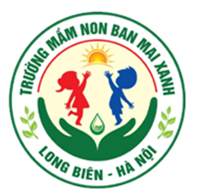 TRƯỜNG MẦM NON BAN MAI XANH
LONG BIÊN - HÀ NỘI